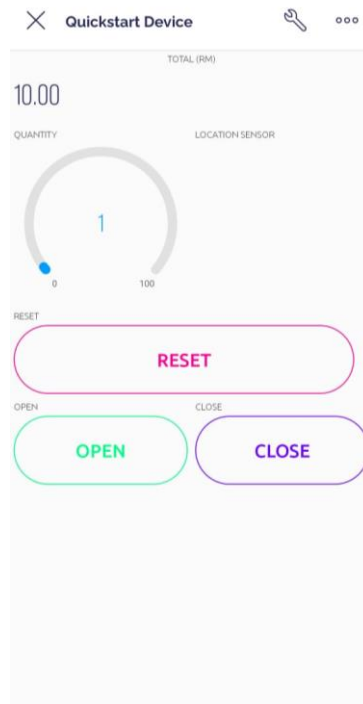 Quickstart Device
TOTAL (RM)
10.00
QUANTITY
LOCATION SENSOR
1
0
100
RESET
RESET
OPEN
CLOSE
OPEN
CLOSE